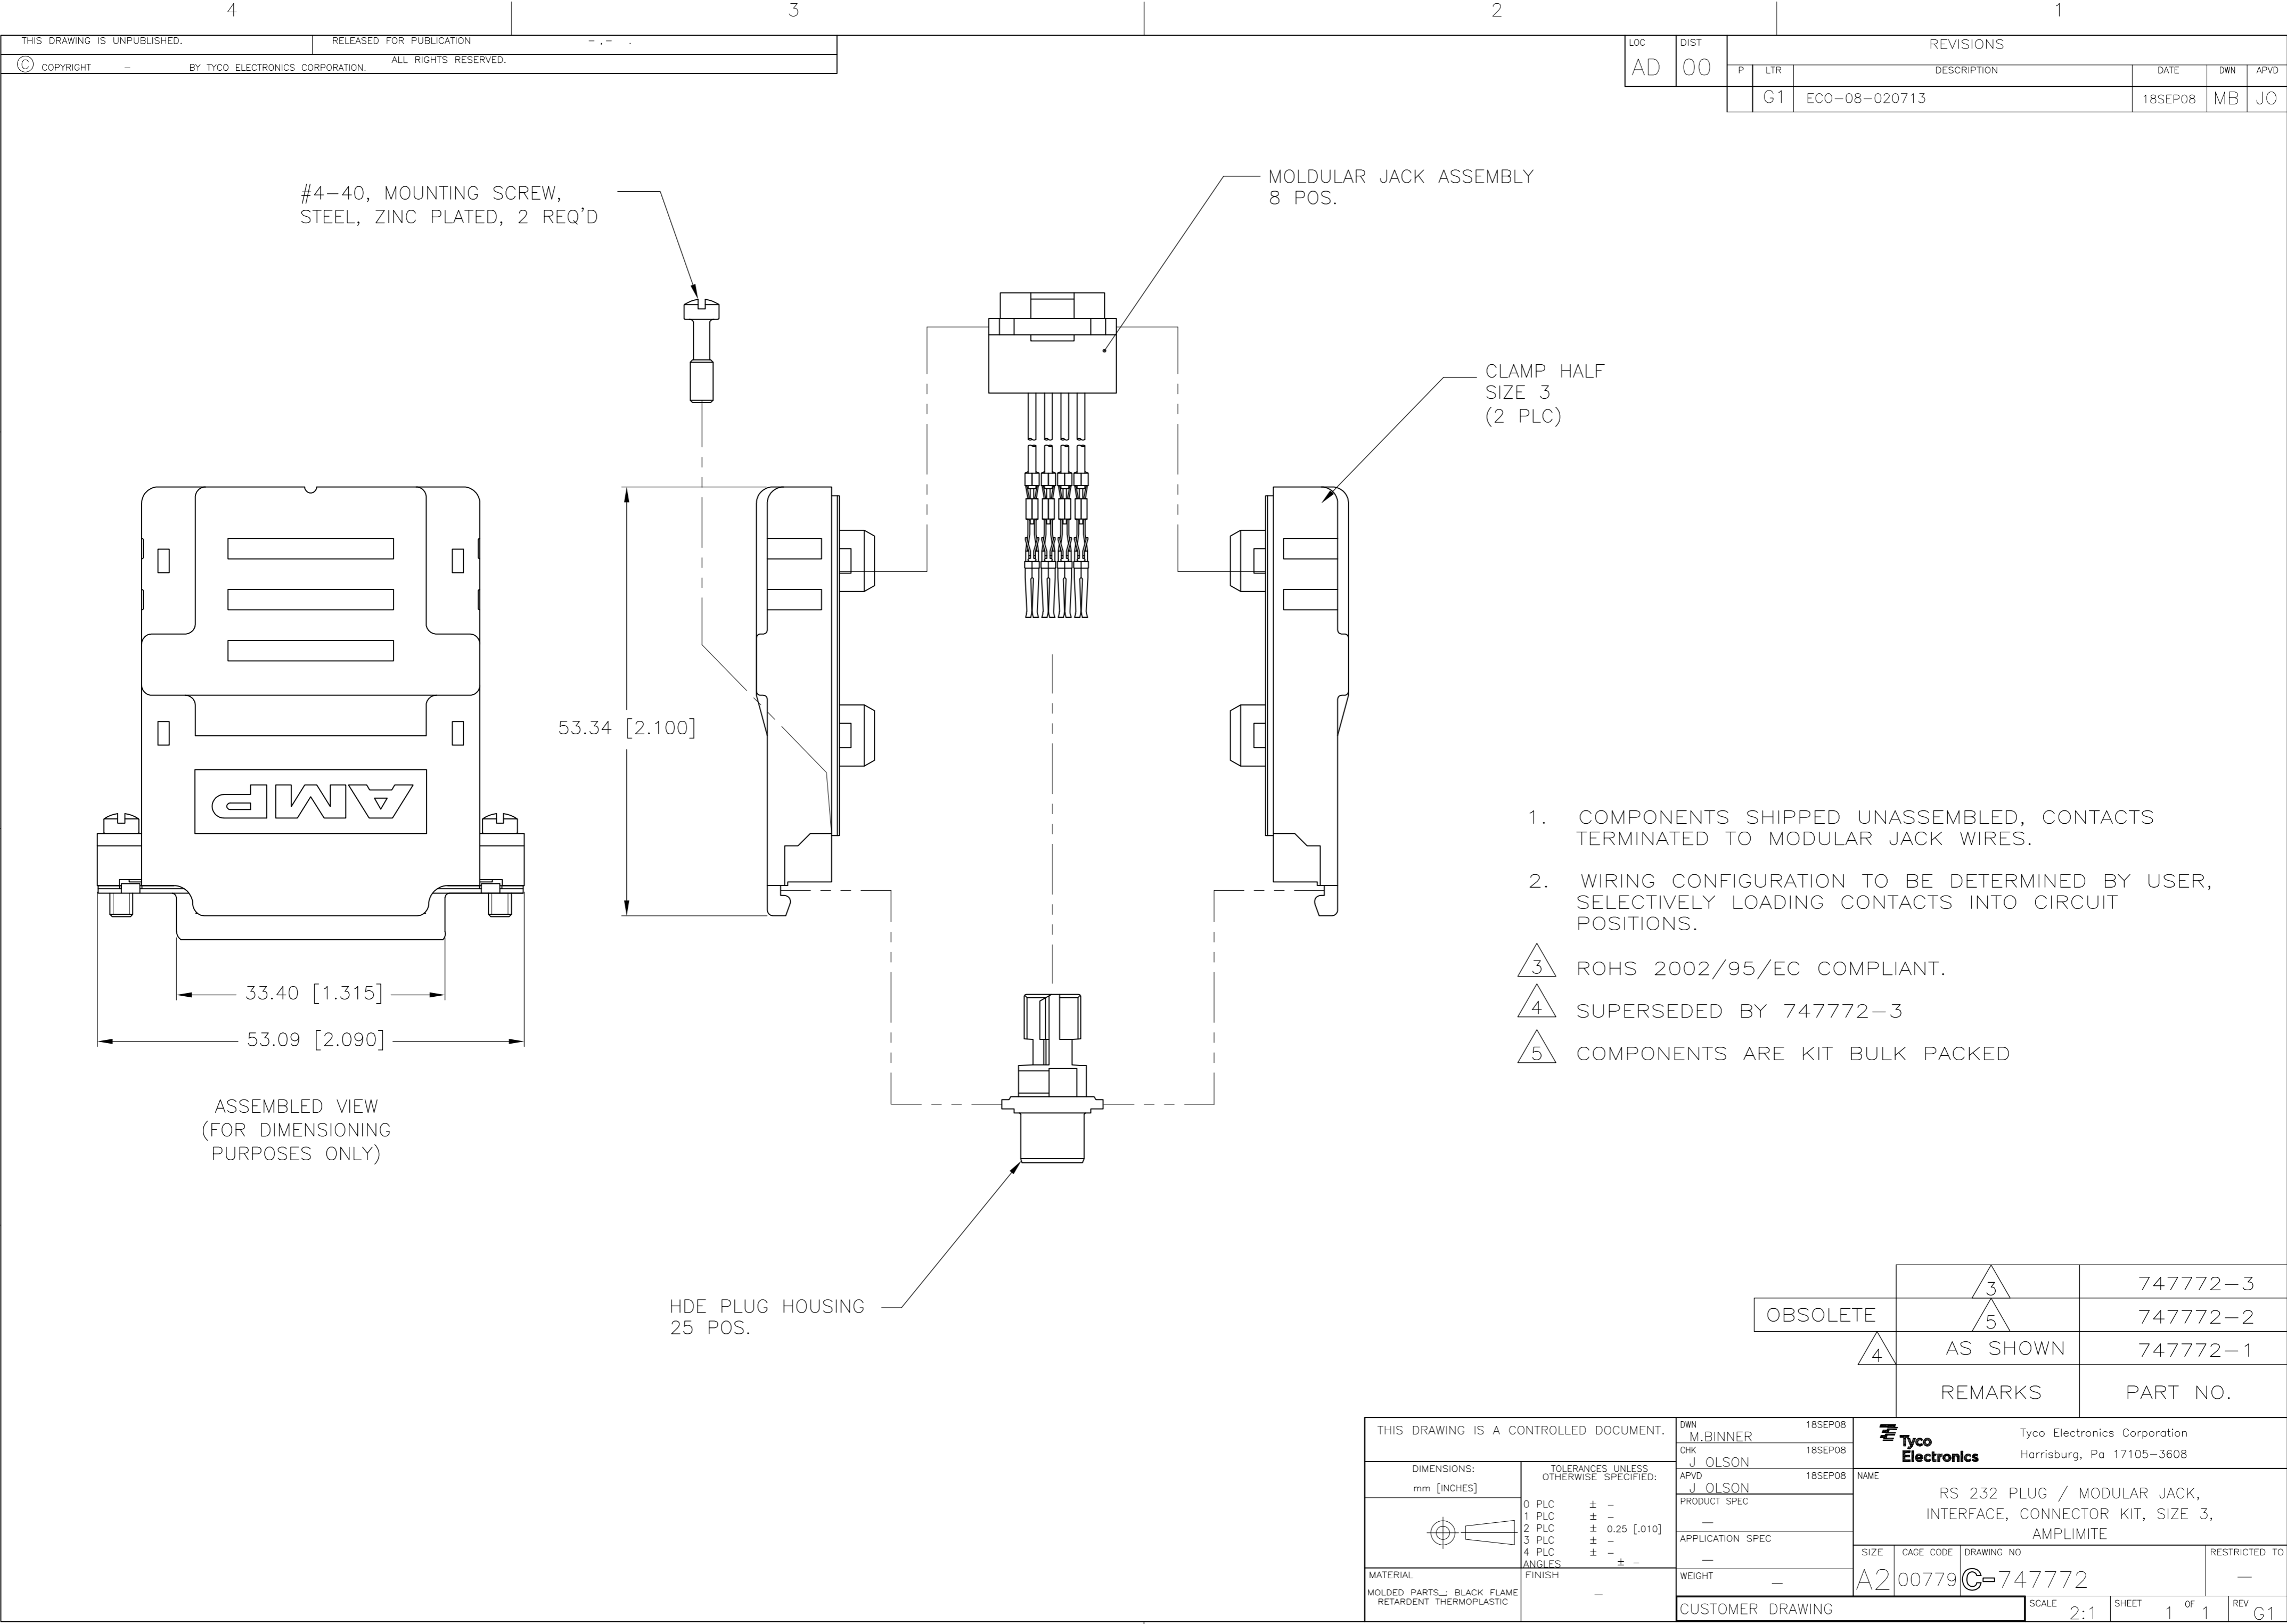 4 3 2 1
THIS DRAWING IS UNPUBLISHED. RELEASED FOR PUBLICATION - ,- .
© COPYRIGHT - BY TYCO ELECTRONICS CORPORATION. ALL RIGHTS RESERVED.
LOC DIST REVISIONS
AD 00 P LTR DESCRIPTION DATE DWN APVD
G1 ECO-08-020713 18SEP08 MB JO
#4-40, MOUNTING SCREW,
STEEL, ZINC PLATED, 2 REQ'D
MOLDULAR JACK ASSEMBLY
8 POS.
CLAMP HALF
SIZE 3
(2 PLC)
53.34 [2.100]
AMP
33.40 [1.315]
53.09 [2.090]
ASSEMBLED VIEW
(FOR DIMENSIONING
PURPOSES ONLY)
HDE PLUG HOUSING
25 POS.
1. COMPONENTS SHIPPED UNASSEMBLED, CONTACTS
TERMINATED TO MODULAR JACK WIRES.
2. WIRING CONFIGURATION TO BE DETERMINED BY USER,
SELECTIVELY LOADING CONTACTS INTO CIRCUIT
POSITIONS.
3 ROHS 2002/95/EC COMPLIANT.
4 SUPERSEDED BY 747772-3
5 COMPONENTS ARE KIT BULK PACKED
3 747772-3
OBSOLETE 5 747772-2
4 AS SHOWN 747772-1
REMARKS PART NO.
THIS DRAWING IS A CONTROLLED DOCUMENT.
DIMENSIONS:
mm [INCHES]
TOLERANCES UNLESS
OTHERWISE SPECIFIED:
0 PLC ± -
1 PLC ± -
2 PLC ± 0.25 [.010]
3 PLC ± -
4 PLC ± -
ANGLES ± -
MATERIAL
MOLDED PARTS_: BLACK FLAME
RETARDENT THERMOPLASTIC
FINISH
-
DWN 18SEP08
M.BINNER
CHK 18SEP08
J OLSON
APVD 18SEP08
J OLSON
PRODUCT SPEC
-
APPLICATION SPEC
-
WEIGHT -
CUSTOMER DRAWING
Tyco
Electronics
Tyco Electronics Corporation
Harrisburg, Pa 17105-3608
NAME
RS 232 PLUG / MODULAR JACK,
INTERFACE, CONNECTOR KIT, SIZE 3,
AMPLIMITE
SIZE CAGE CODE DRAWING NO RESTRICTED TO
A2 00779 C-747772 -
SCALE 2:1 SHEET 1 OF 1 REV G1